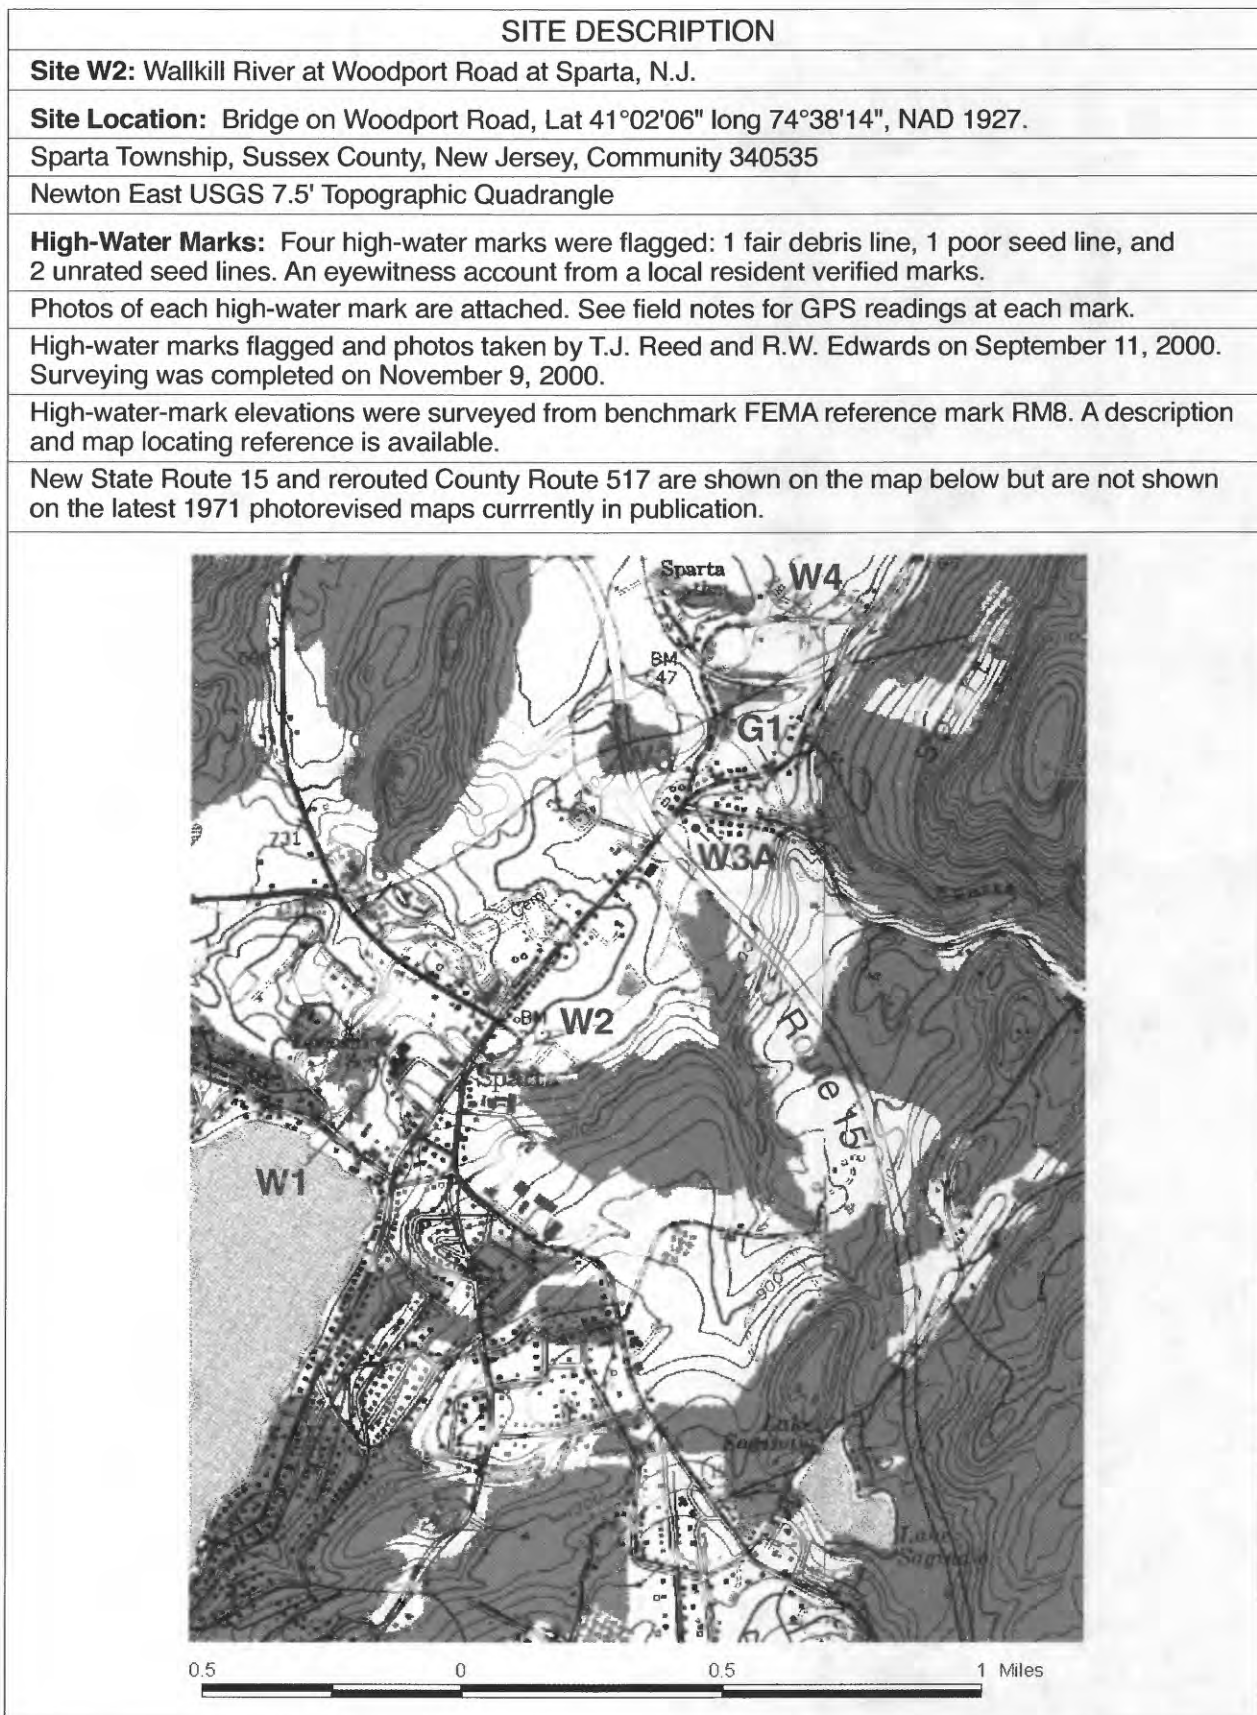 SITE DESCRIPTION
Site W2: Wallkill River at Woodport Road at Sparta, N.J.
Site Location: Bridge on Woodport Road, Lat 41°02'06" long 74°38'14", NAD 1927.
Sparta Township, Sussex County, New Jersey, Community 340535
Newton East USGS 7.5' Topographic Quadrangle
High-Water Marks: Four high-water marks were flagged: 1 fair debris line, 1 poor seed line, and
2 unrated seed lines. An eyewitness account from a local resident verified marks.
Photos of each high-water mark are attached. See field notes for GPS readings at each mark.
High-water marks flagged and photos taken by T.J. Reed and R.W. Edwards on September 11, 2000.
Surveying was completed on November 9, 2000.
High-water-mark elevations were surveyed from benchmark FEMA reference mark RM8. A description
and map locating reference is available.
New State Route 15 and rerouted County Route 517 are shown on the map below but are not shown
on the latest 1971 photorevised maps currrently in publication.
Sparta
W4
BM
47
G1
W3
731
W3A
Cem
BM
W2
Route 15
W1
900
Lake
Lake
0.5 0 0.5 1 Miles